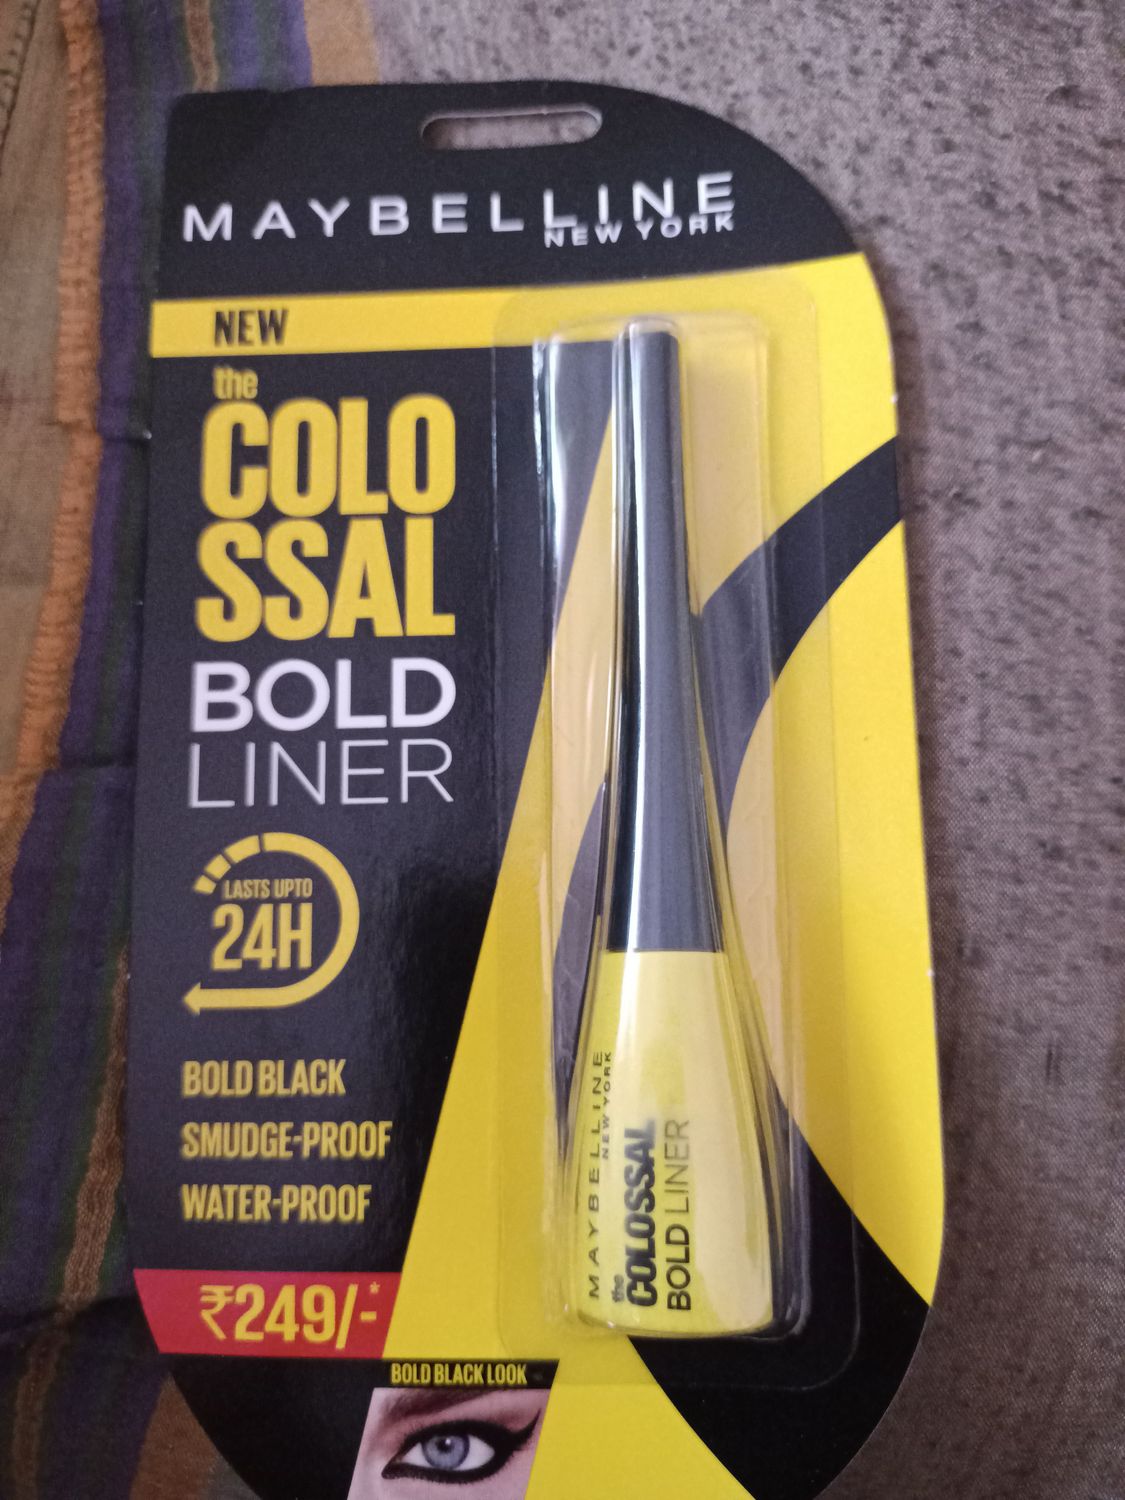 MAYBELLINE
NEW YORK
NEW
the
COLO
SSAL
BOLD
LINER
LASTS UPTO
24H
BOLD BLACK
SMUDGE-PROOF
WATER-PROOF
₹249/-*
BOLD BLACK LOOK
MAYBELLINE
NEW YORK
the
COLOSSAL
BOLD LINER